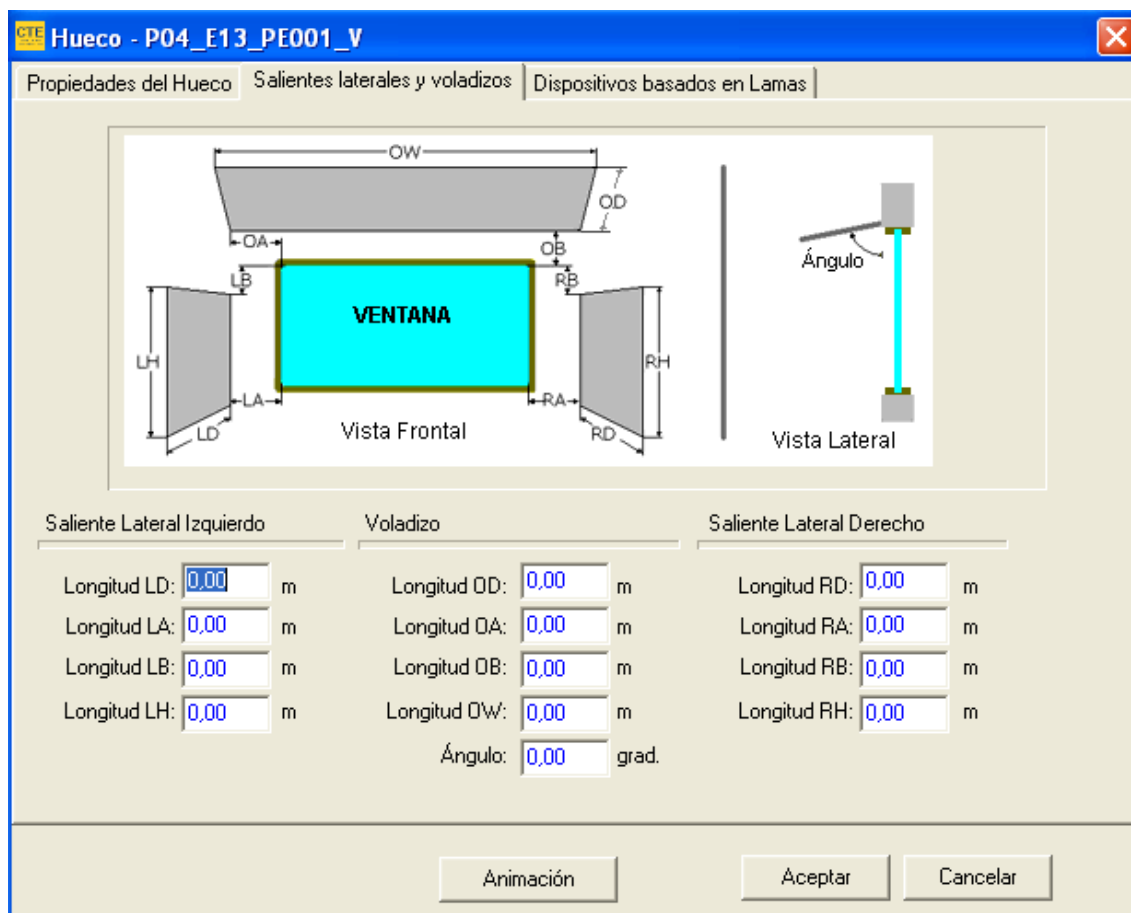 CTE Hueco - P04_E13_PE001_V
Propiedades del Hueco Salientes laterales y voladizos Dispositivos basados en Lamas
OW
OD
OA OB
LB RB
Ángulo
VENTANA
LH RH
LA RA
LD Vista Frontal RD Vista Lateral
Saliente Lateral Izquierdo Voladizo Saliente Lateral Derecho
Longitud LD: 0,00 m Longitud OD: 0,00 m Longitud RD: 0,00 m
Longitud LA: 0,00 m Longitud OA: 0,00 m Longitud RA: 0,00 m
Longitud LB: 0,00 m Longitud OB: 0,00 m Longitud RB: 0,00 m
Longitud LH: 0,00 m Longitud OW: 0,00 m Longitud RH: 0,00 m
Ángulo: 0,00 grad.
Animación Aceptar Cancelar